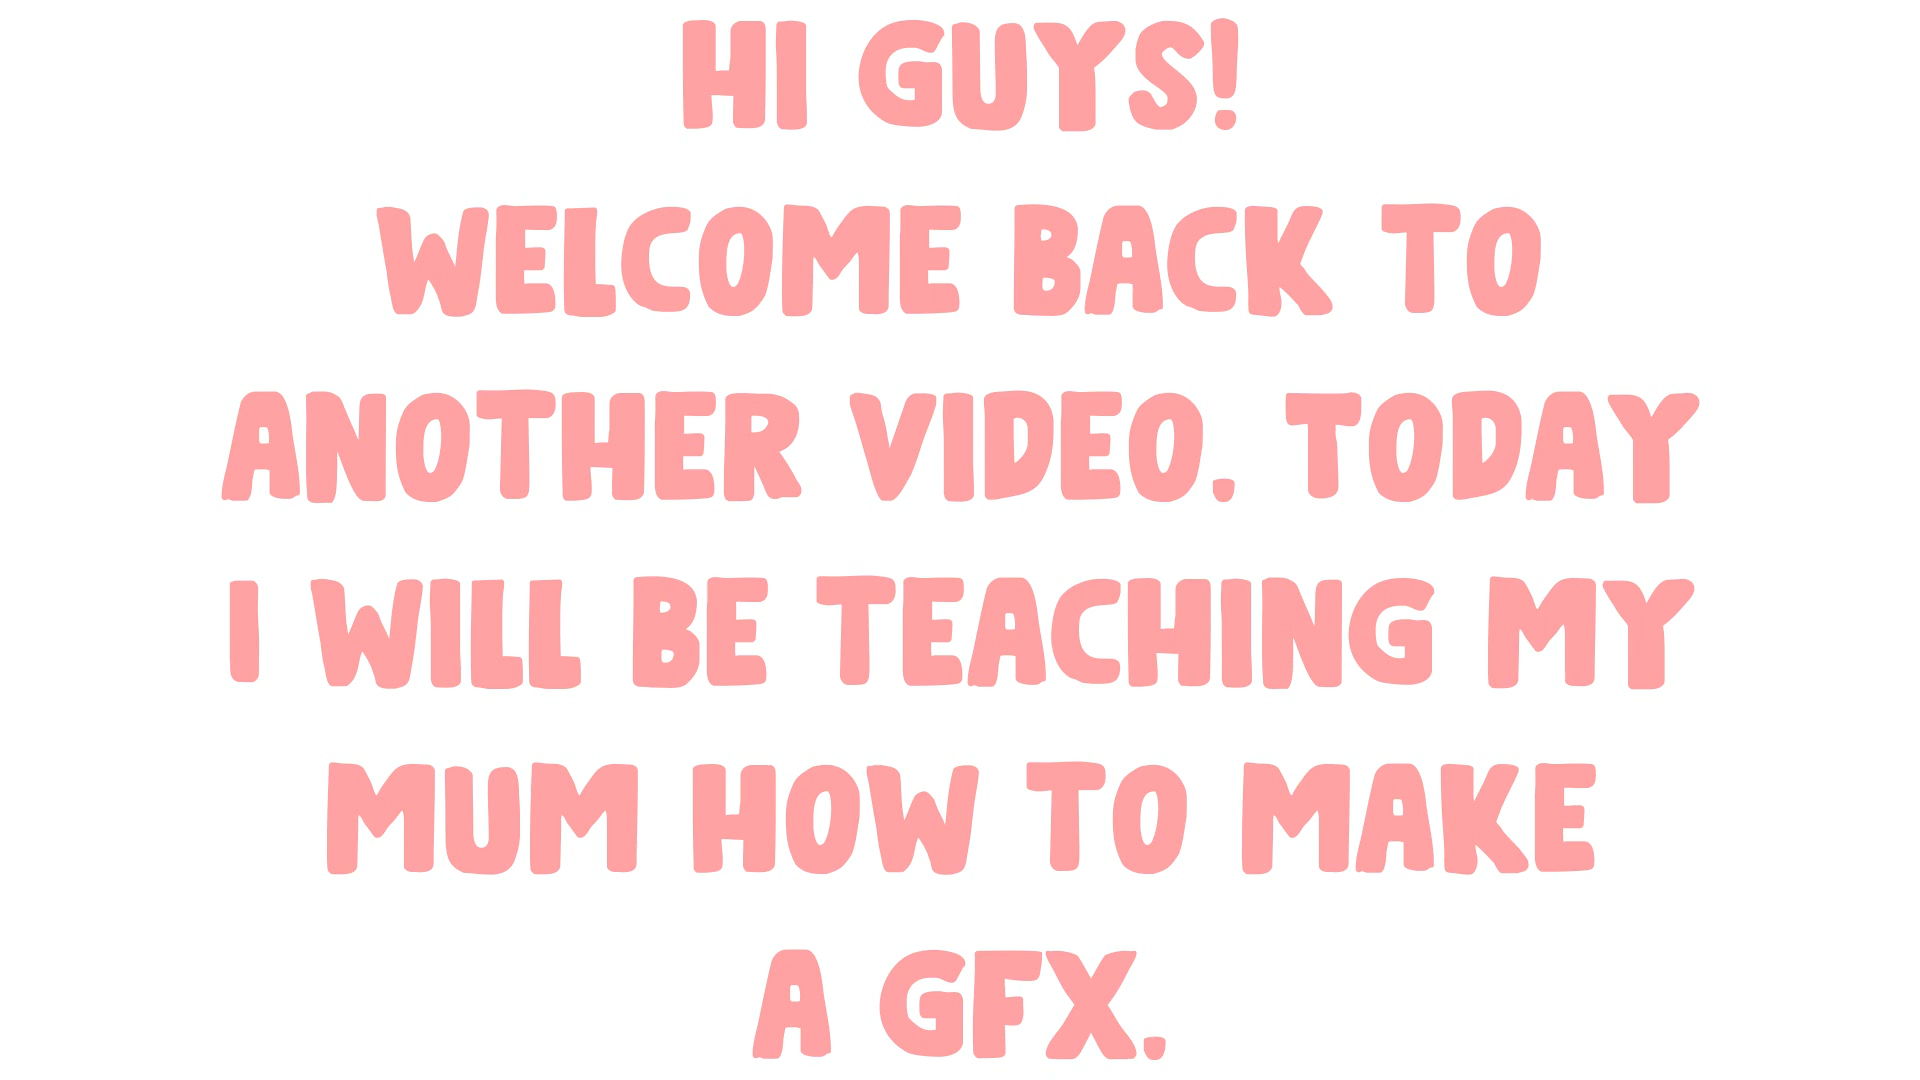 HI GUYS!
WELCOME BACK TO
ANOTHER VIDEO. TODAY
I WILL BE TEACHING MY
MUM HOW TO MAKE
A GFX.